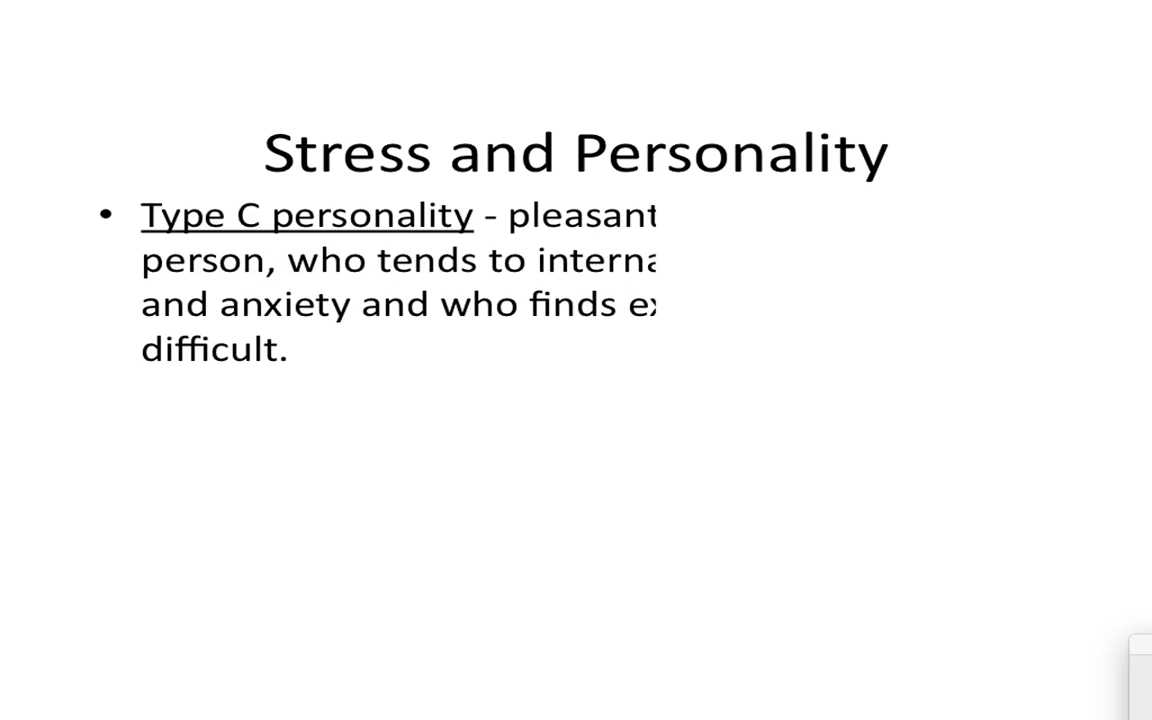 Stress and Personality
• Type C personality - pleasant
person, who tends to
and anxiety and who finds
difficult.